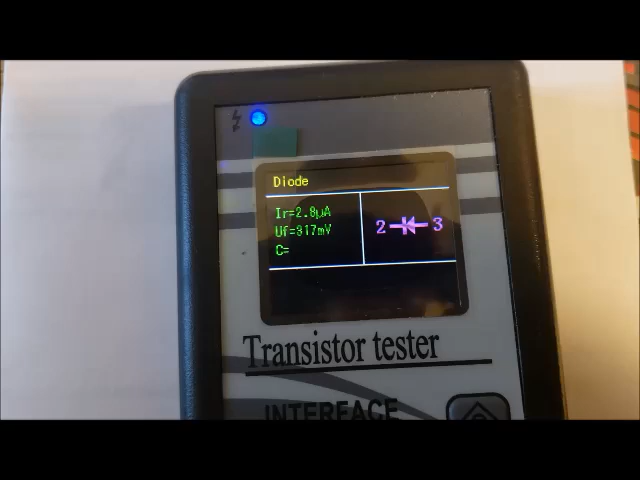 Diode
Ir=2.8µA
Uf=317mV
C=
2 3
Transistor tester
INTERFACE